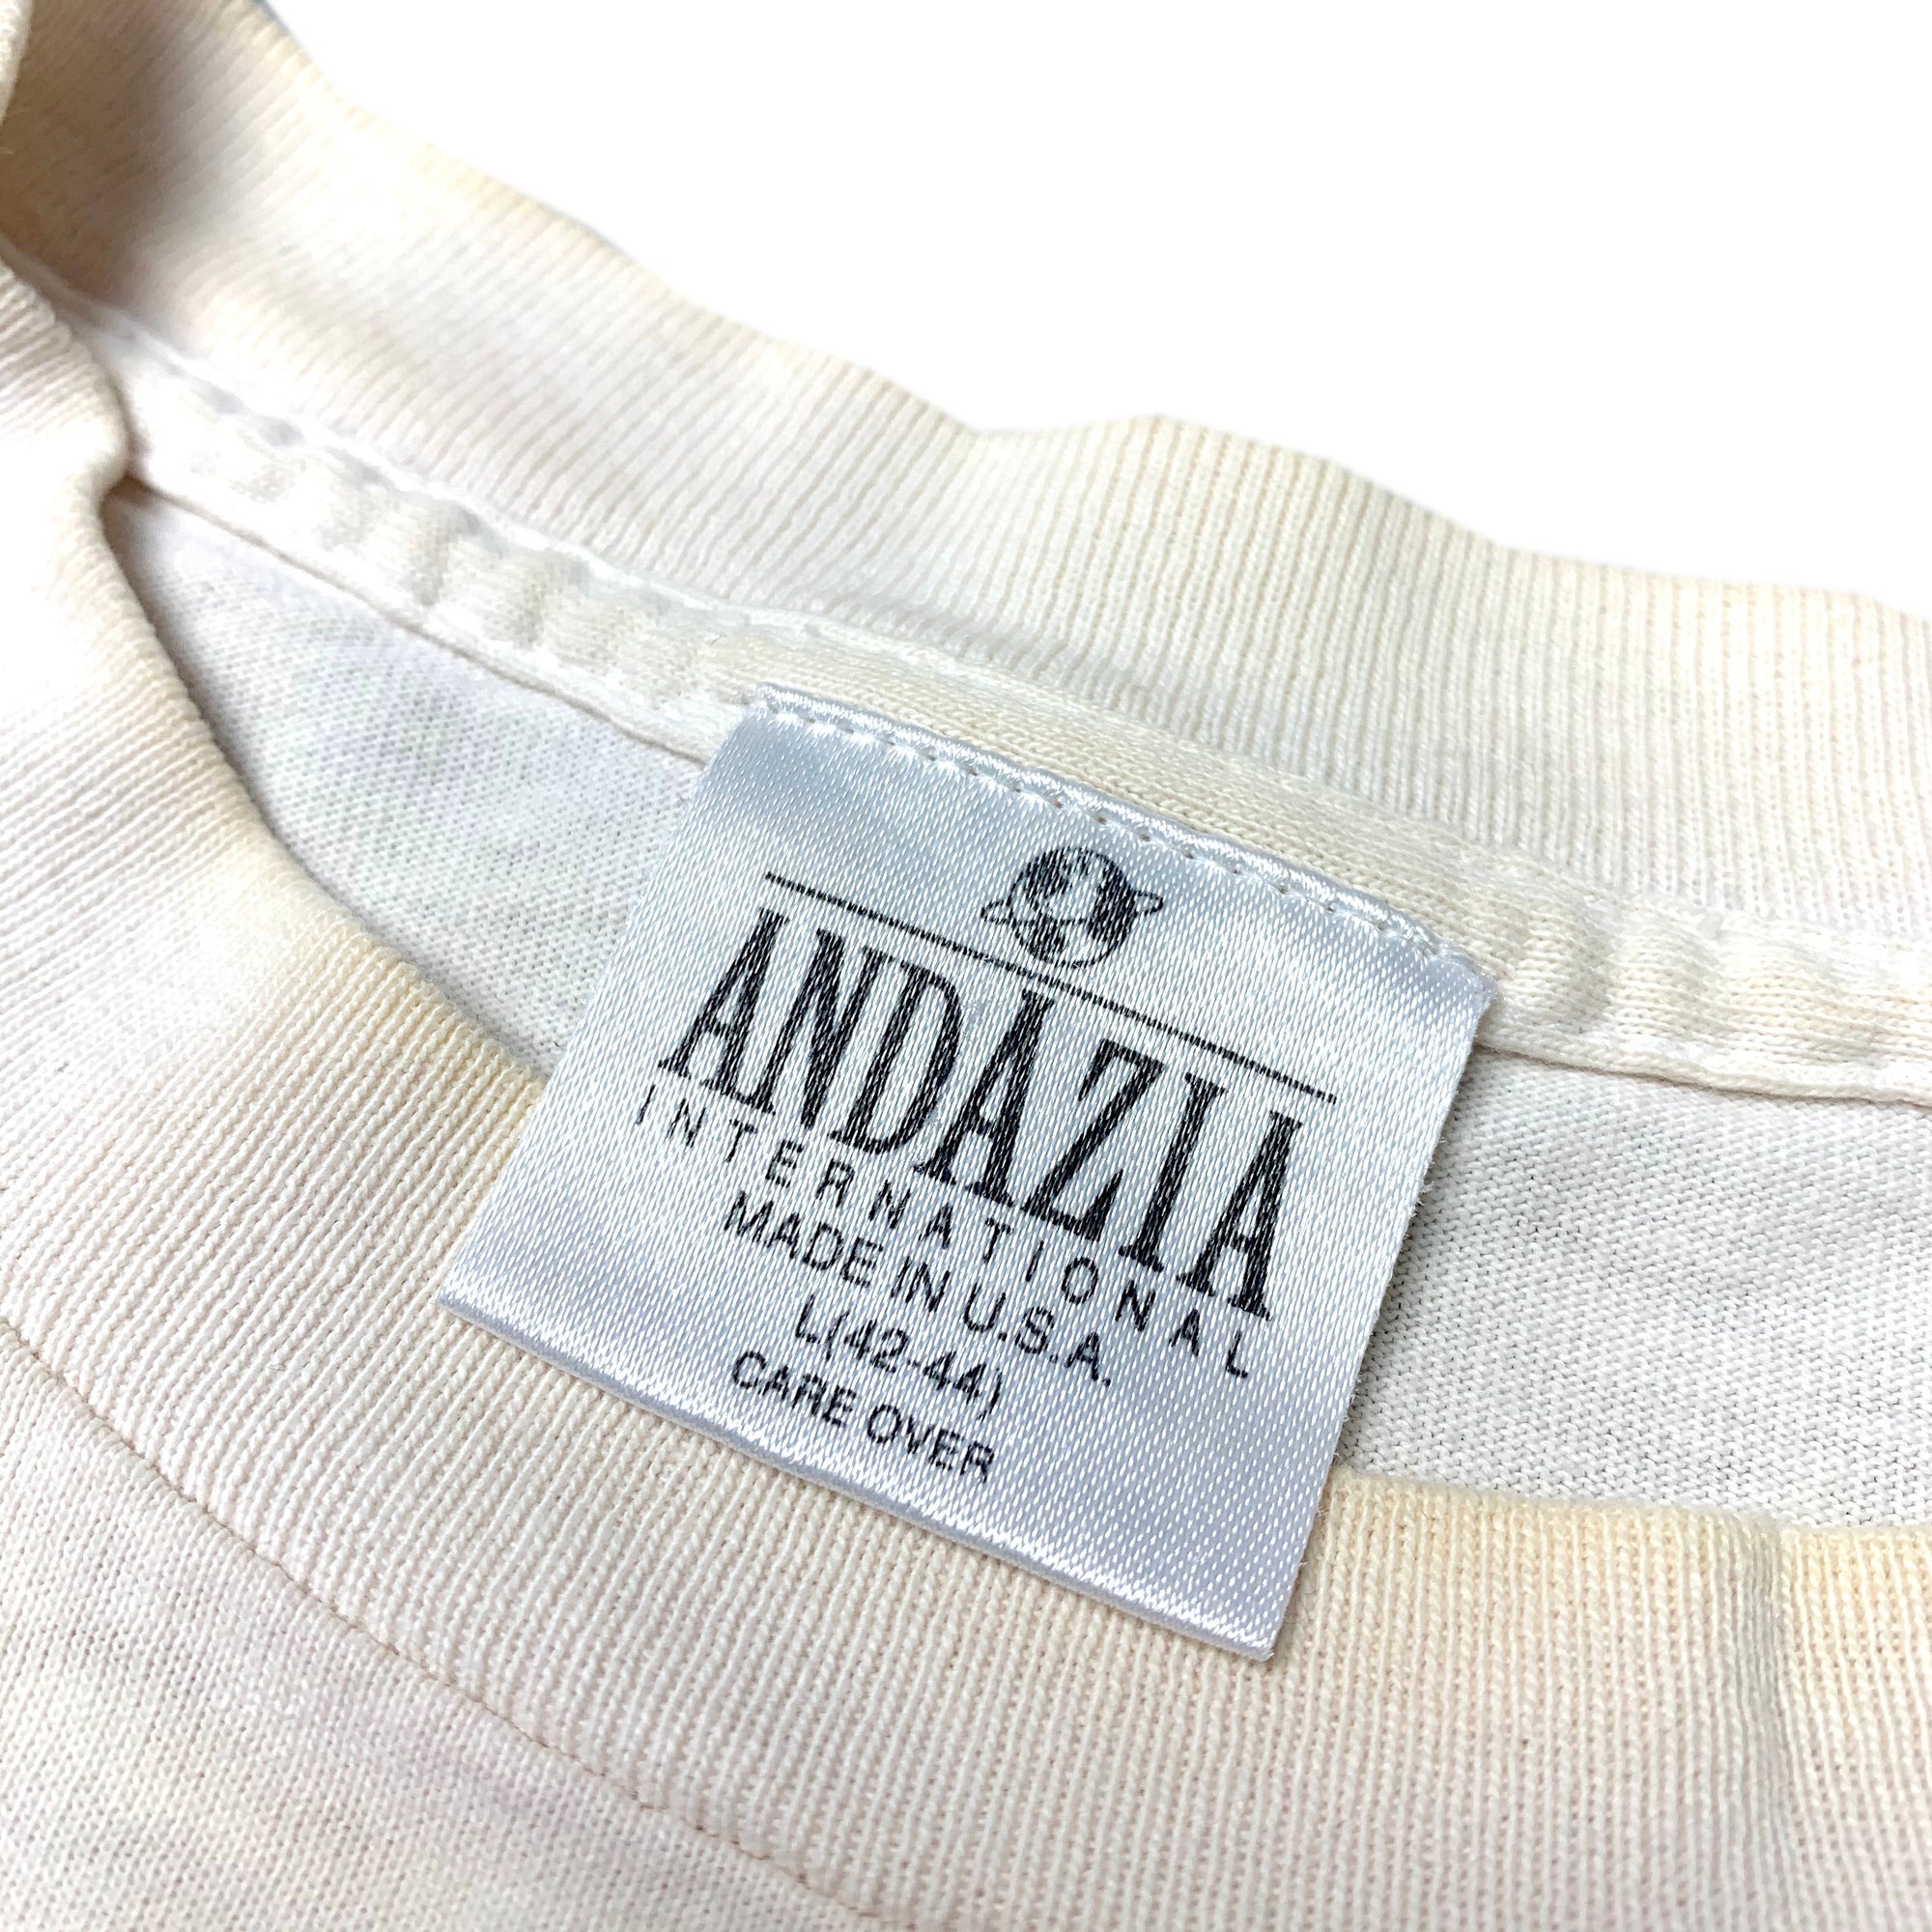 ANDAZIA
INTERNATIONAL
MADE IN U.S.A.
L(42-44)
CARE OVER